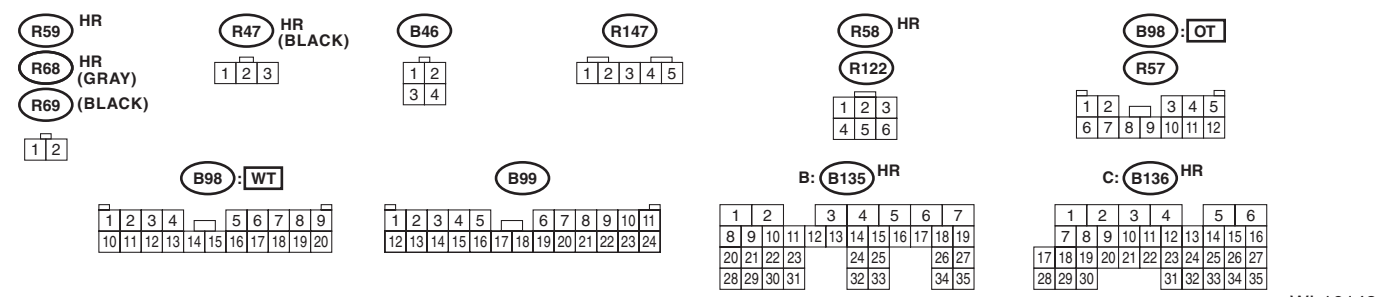 R59 HR
R68 HR (GRAY)
R69 (BLACK)
1 2
R47 HR (BLACK)
1 2 3
B46
1 2
3 4
R147
1 2 3 4 5
R58 HR
R122
1 2 3
4 5 6
B98 : OT
R57
1 2 3 4 5
6 7 8 9 10 11 12
B98 : WT
1 2 3 4 5 6 7 8 9
10 11 12 13 14 15 16 17 18 19 20
B99
1 2 3 4 5 6 7 8 9 10 11
12 13 14 15 16 17 18 19 20 21 22 23 24
B: B135 HR
1 2 3 4 5 6 7
8 9 10 11 12 13 14 15 16 17 18 19
20 21 22 23 24 25 26 27
28 29 30 31 32 33 34 35
C: B136 HR
1 2 3 4 5 6
7 8 9 10 11 12 13 14 15 16
17 18 19 20 21 22 23 24 25 26 27
28 29 30 31 32 33 34 35